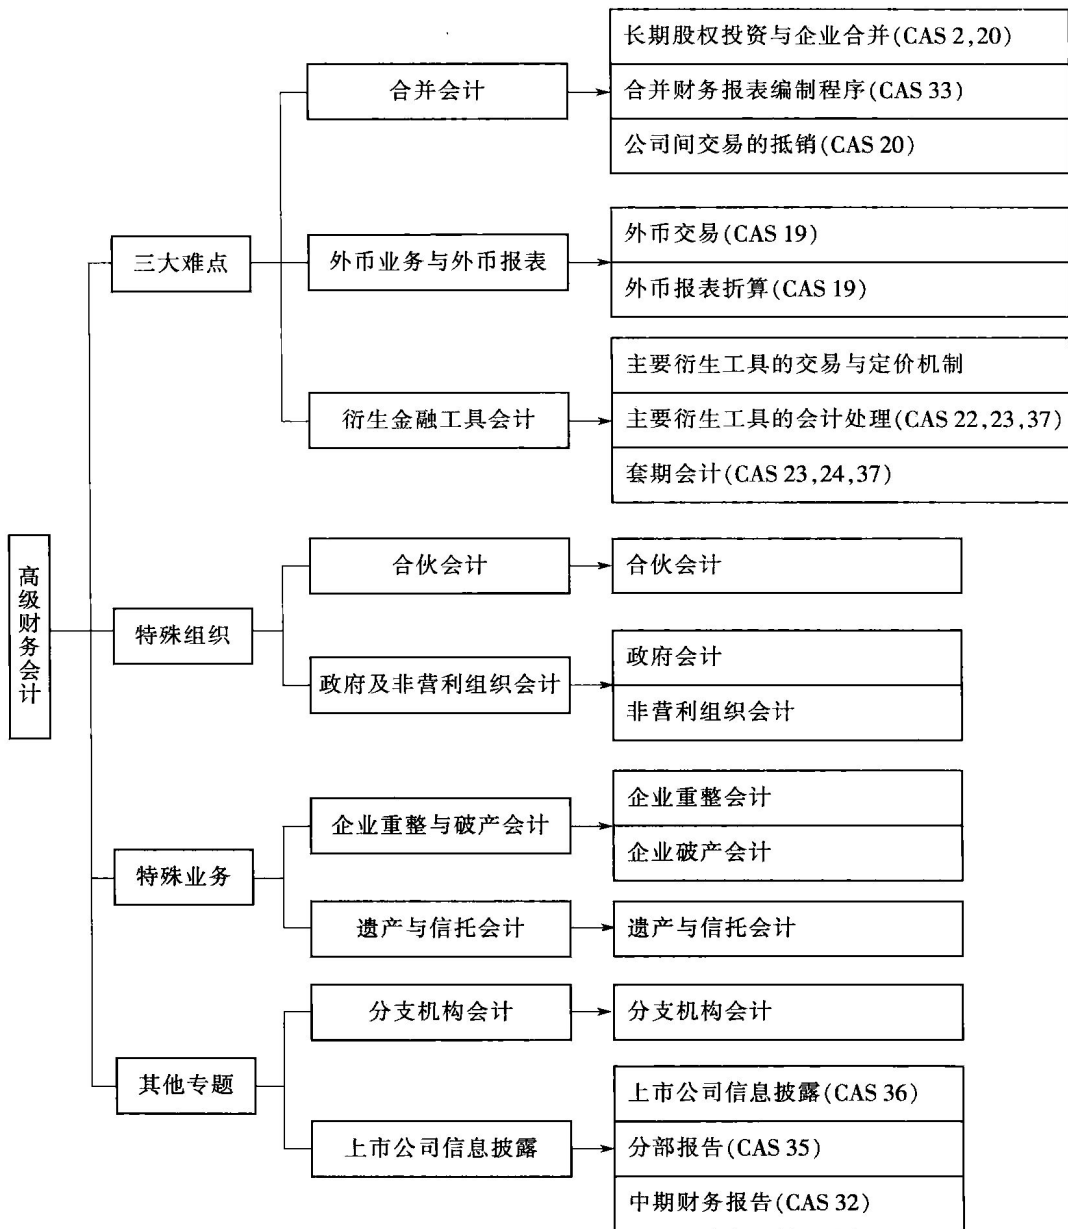 高级财务会计
三大难点
合并会计
长期股权投资与企业合并(CAS 2,20)
合并财务报表编制程序(CAS 33)
公司间交易的抵销(CAS 20)
外币业务与外币报表
外币交易(CAS 19)
外币报表折算(CAS 19)
衍生金融工具会计
主要衍生工具的交易与定价机制
主要衍生工具的会计处理(CAS 22,23,37)
套期会计(CAS 23,24,37)
特殊组织
合伙会计
合伙会计
政府及非营利组织会计
政府会计
非营利组织会计
特殊业务
企业重整与破产会计
企业重整会计
企业破产会计
遗产与信托会计
遗产与信托会计
其他专题
分支机构会计
分支机构会计
上市公司信息披露
上市公司信息披露(CAS 36)
分部报告(CAS 35)
中期财务报告(CAS 32)